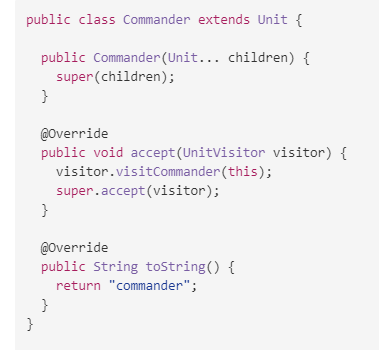 public class Commander extends Unit {
public Commander(Unit... children) {
super(children);
}
@Override
public void accept(UnitVisitor visitor) {
visitor.visitCommander(this);
super.accept(visitor);
}
@Override
public String toString() {
return "commander";
}
}